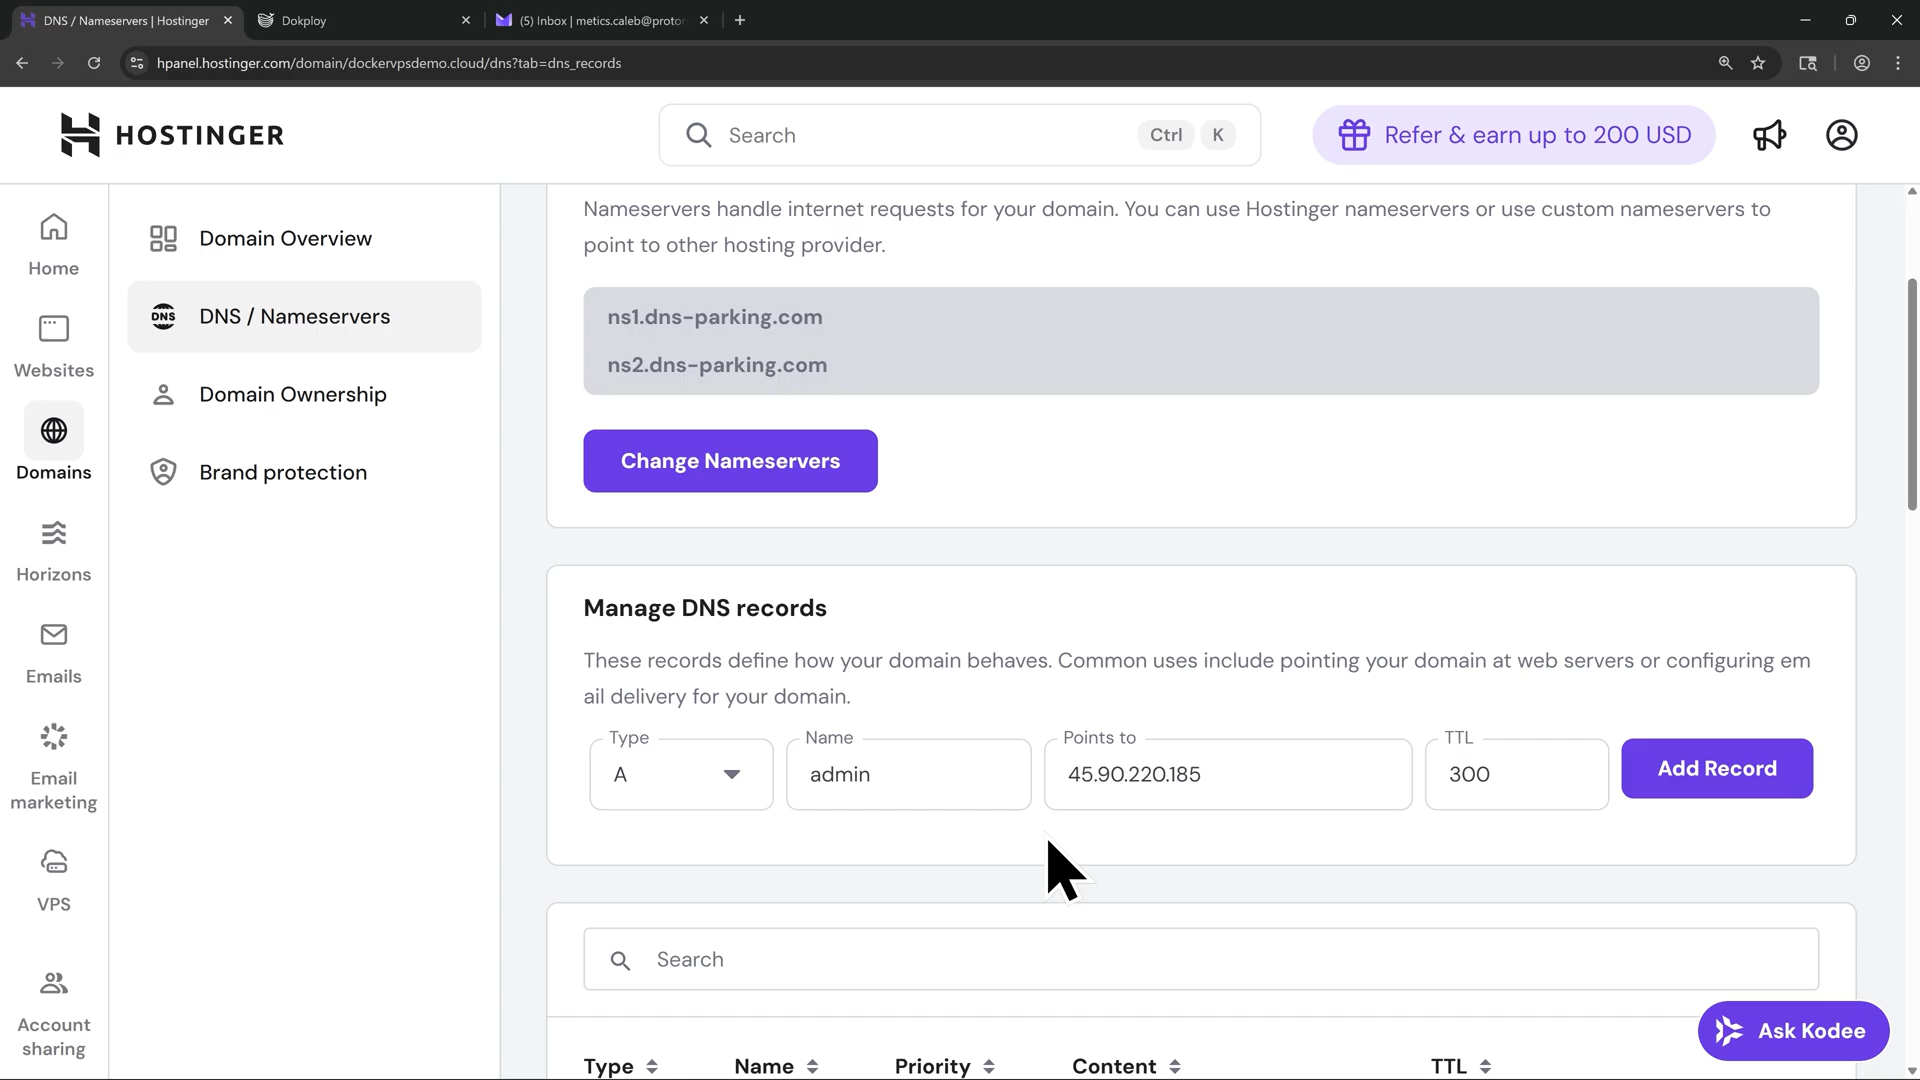 DNS / Nameservers | Hostinger
Dokploy
(5) Inbox | metics.caleb@proto
hpanel.hostinger.com/domain/dockervpsdemo.cloud/dns?tab=dns_records
HOSTINGER
Search
Ctrl
K
Refer & earn up to 200 USD
Home
Websites
Domains
Horizons
Emails
Email
marketing
VPS
Account
sharing
Domain Overview
DNS
DNS / Nameservers
Domain Ownership
Brand protection
Nameservers handle internet requests for your domain. You can use Hostinger nameservers or use custom nameservers to
point to other hosting provider.
ns1.dns-parking.com
ns2.dns-parking.com
Change Nameservers
Manage DNS records
These records define how your domain behaves. Common uses include pointing your domain at web servers or configuring em
ail delivery for your domain.
Type
A
Name
admin
Points to
45.90.220.185
TTL
300
Add Record
Search
Type
Name
Priority
Content
TTL
Ask Kodee